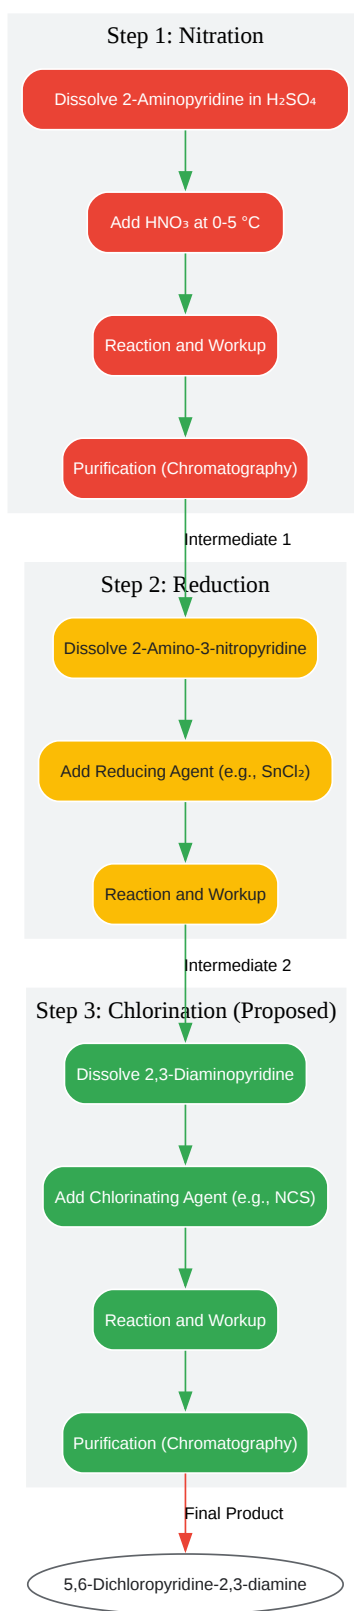 Step 1: Nitration
Dissolve 2-Aminopyridine in H₂SO₄
Add HNO₃ at 0-5 °C
Reaction and Workup
Purification (Chromatography)
Intermediate 1
Step 2: Reduction
Dissolve 2-Amino-3-nitropyridine
Add Reducing Agent (e.g., SnCl₂)
Reaction and Workup
Intermediate 2
Step 3: Chlorination (Proposed)
Dissolve 2,3-Diaminopyridine
Add Chlorinating Agent (e.g., NCS)
Reaction and Workup
Purification (Chromatography)
Final Product
5,6-Dichloropyridine-2,3-diamine